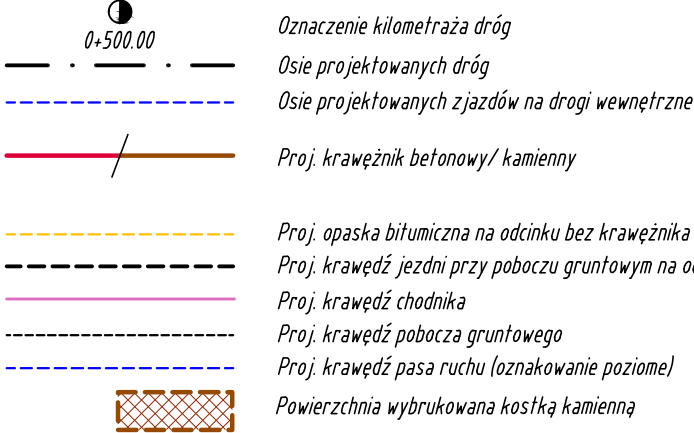 0+500.00
Oznaczenie kilometraża dróg
Osie projektowanych dróg
Osie projektowanych zjazdów na drogi wewnętrzne
Proj. krawężnik betonowy/ kamienny
Proj. opaska bitumiczna na odcinku bez krawężnika
Proj. krawędź jezdni przy poboczu gruntowym na
Proj. krawędź chodnika
Proj. krawędź pobocza gruntowego
Proj. krawędź pasa ruchu (oznakowanie poziome)
Powierzchnia wybrukowana kostką kamienną